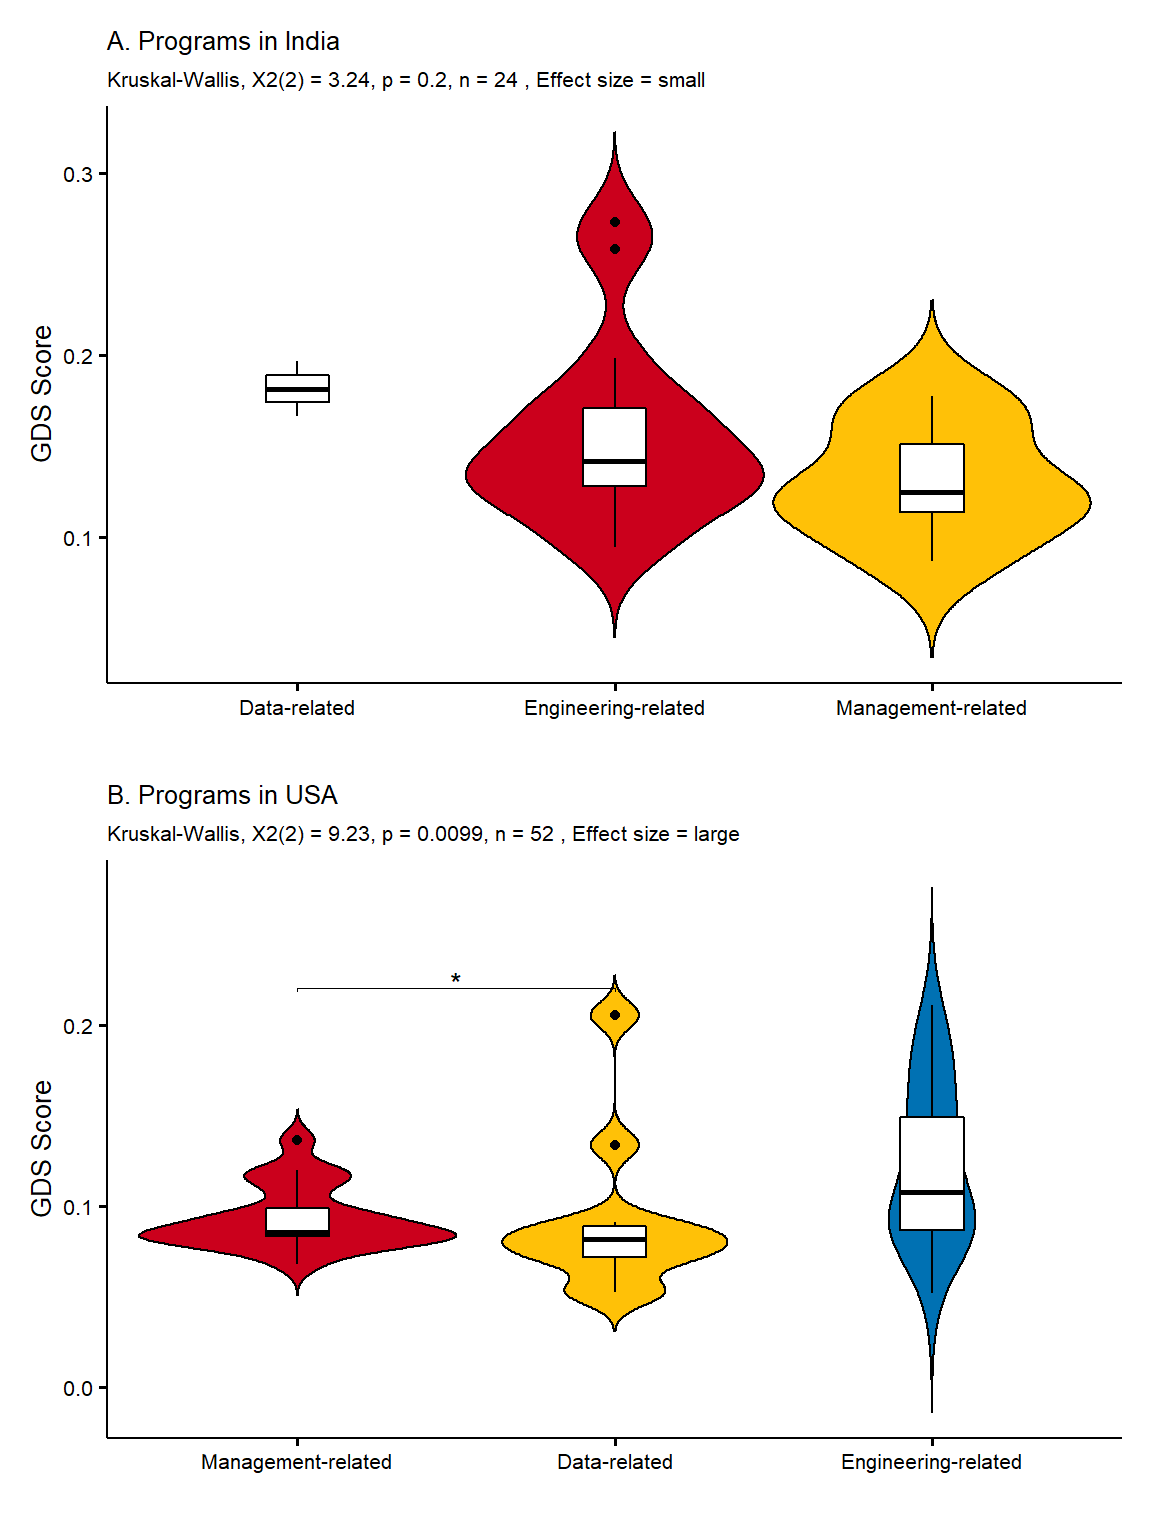 A. Programs in India
Kruskal-Wallis, X2(2) = 3.24, p = 0.2, n = 24 , Effect size = small
GDS Score
0.3
0.2
0.1
Data-related
Engineering-related
Management-related
B. Programs in USA
Kruskal-Wallis, X2(2) = 9.23, p = 0.0099, n = 52 , Effect size = large
GDS Score
*
0.2
0.1
0.0
Management-related
Data-related
Engineering-related